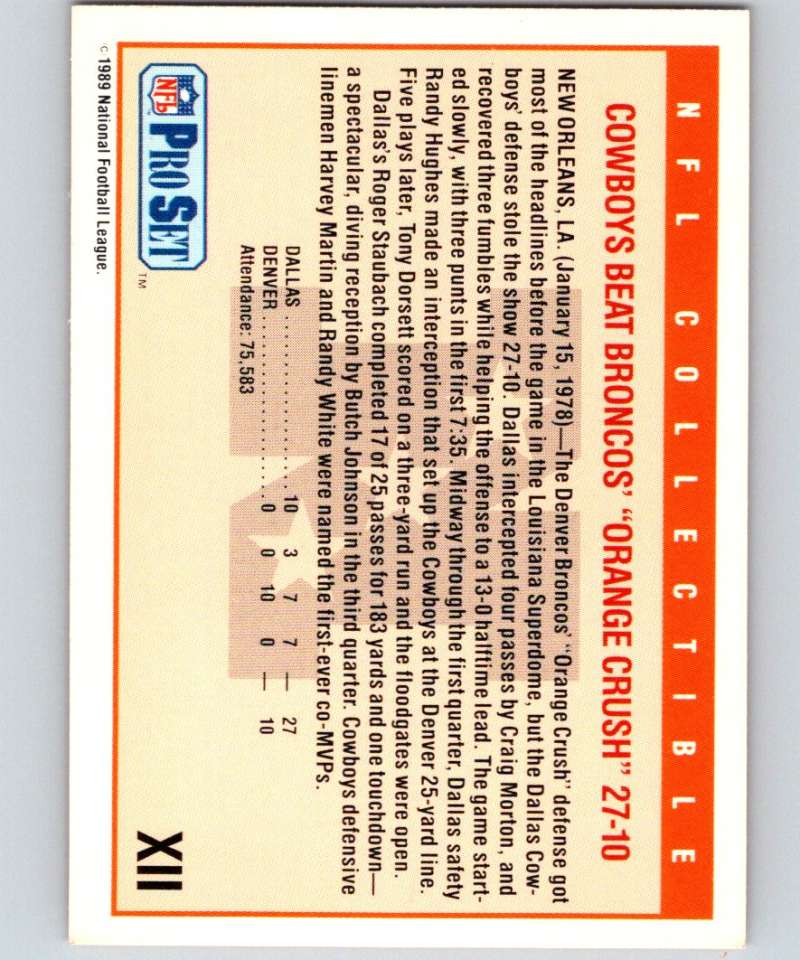 NFL COLLECTIBLE
COWBOYS BEAT BRONCOS' "ORANGE CRUSH" 27-10
NEW ORLEANS, LA. (January 15, 1978)—The Denver Broncos' "Orange Crush" defense got
most of the headlines before the game in the Louisiana Superdome, but the Dallas Cow-
boys' defense stole the show 27-10. Dallas intercepted four passes by Craig Morton, and
recovered three fumbles while helping the offense to a 13-0 halftime lead. The game start-
ed slowly, with three punts in the first 7:35. Midway through the first quarter, Dallas safety
Randy Hughes made an interception that set up the Cowboys at the Denver 25-yard line.
Five plays later, Tony Dorsett scored on a three-yard run and the floodgates were open.
Dallas's Roger Staubach completed 17 of 25 passes for 183 yards and one touchdown—
a spectacular, diving reception by Butch Johnson in the third quarter. Cowboys defensive
linemen Harvey Martin and Randy White were named the first-ever co-MVPs.
DALLAS .................... 10 3 7 7 — 27
DENVER .................... 0 0 10 0 — 10
Attendance: 75,583
NFL PRO SET TM
XII
© 1989 National Football League.